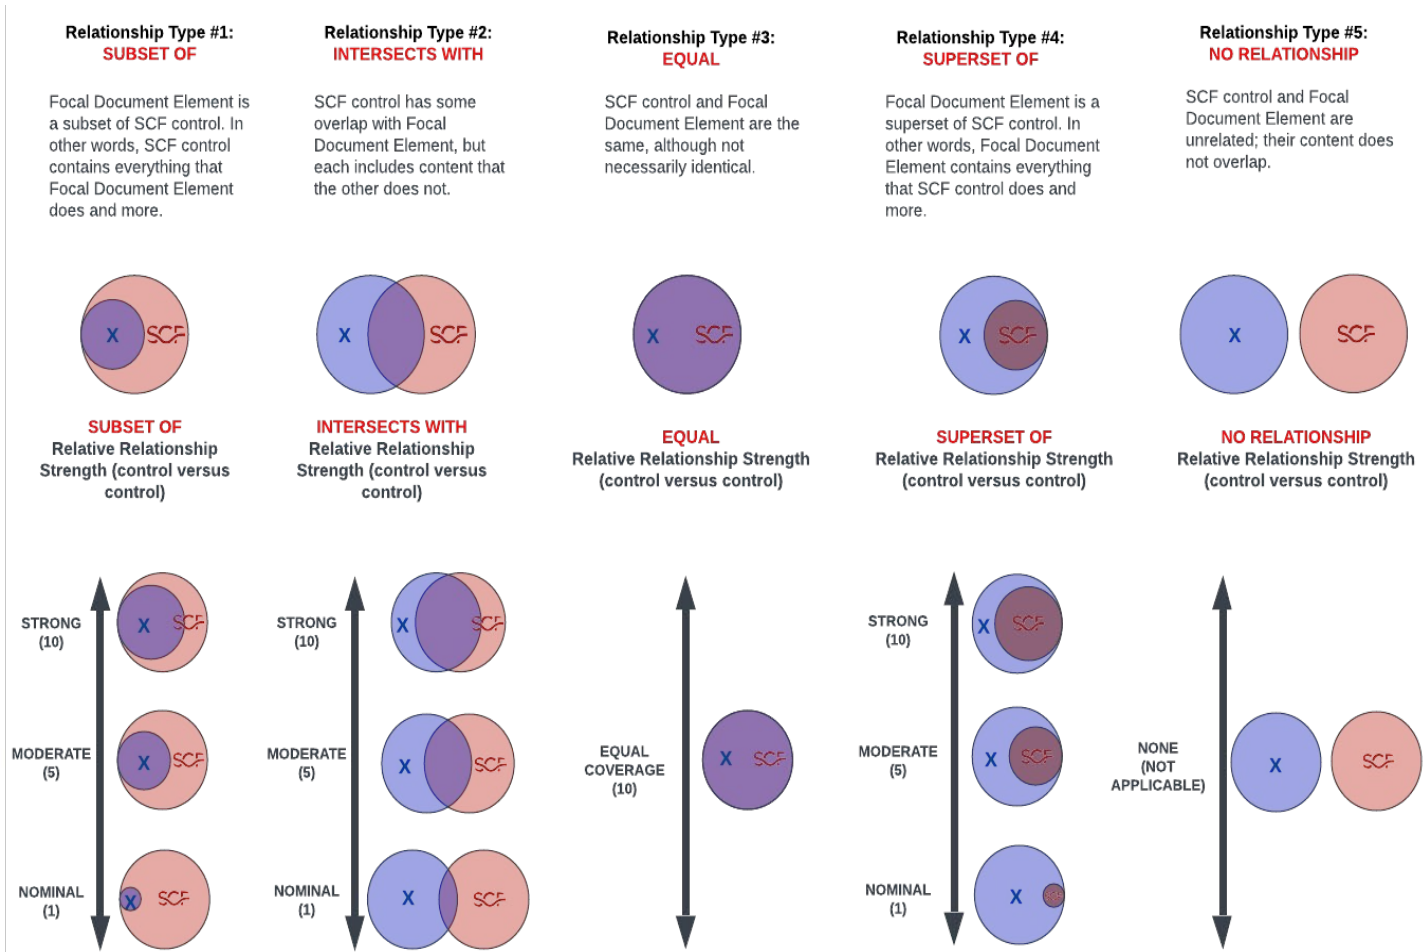 Relationship Type #1:
SUBSET OF
Focal Document Element is
a subset of SCF control. In
other words, SCF control
contains everything that
Focal Document Element
does and more.
X
SCF
SUBSET OF
Relative Relationship
Strength (control versus
control)
STRONG
(10)
X
SCF
MODERATE
(5)
X
SCF
NOMINAL
(1)
X
SCF
Relationship Type #2:
INTERSECTS WITH
SCF control has some
overlap with Focal
Document Element, but
each includes content that
the other does not.
X
SCF
INTERSECTS WITH
Relative Relationship
Strength (control versus
control)
STRONG
(10)
X
SCF
MODERATE
(5)
X
SCF
NOMINAL
(1)
X
SCF
Relationship Type #3:
EQUAL
SCF control and Focal
Document Element are the
same, although not
necessarily identical.
X
SCF
EQUAL
Relative Relationship Strength
(control versus control)
EQUAL
COVERAGE
(10)
X
SCF
Relationship Type #4:
SUPERSET OF
Focal Document Element is a
superset of SCF control. In
other words, Focal Document
Element contains everything
that SCF control does and
more.
X
SCF
SUPERSET OF
Relative Relationship Strength
(control versus control)
STRONG
(10)
X
SCF
MODERATE
(5)
X
SCF
NOMINAL
(1)
X
SCF
Relationship Type #5:
NO RELATIONSHIP
SCF control and Focal
Document Element are
unrelated; their content does
not overlap.
X
SCF
NO RELATIONSHIP
Relative Relationship Strength
(control versus control)
NONE
(NOT
APPLICABLE)
X
SCF